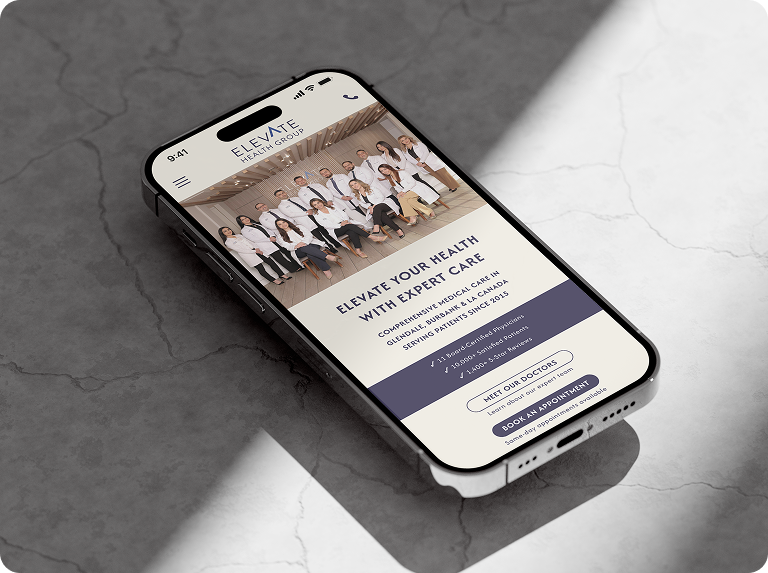 9:41
ELEVATE
HEALTH GROUP
ELEVATE YOUR HEALTH
WITH EXPERT CARE
COMPREHENSIVE MEDICAL CARE IN
GLENDALE, BURBANK & LA CANADA
SERVING PATIENTS SINCE 2015
✓ 11 Board-Certified Physicians
✓ 10,000+ Satisfied Patients
✓ 1,400+ 5-Star Reviews
MEET OUR DOCTORS
Learn about our expert team
BOOK AN APPOINTMENT
Same-day appointments available